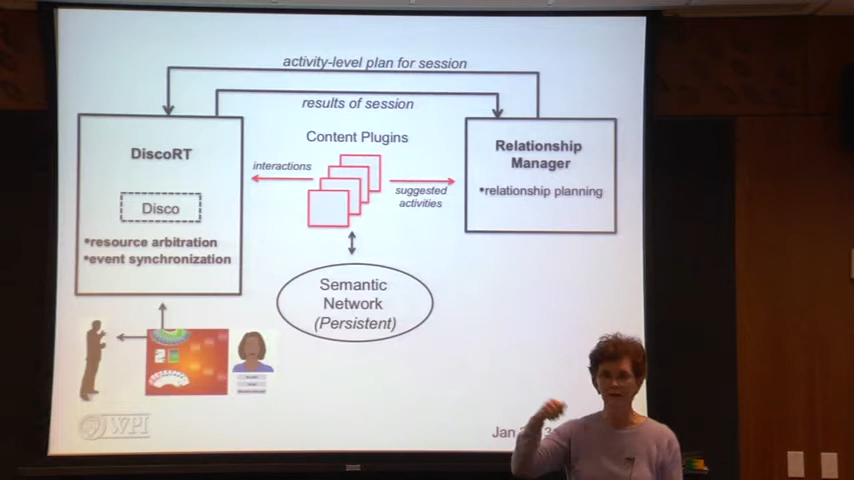 activity-level plan for session
results of session
Content Plugins
DiscoRT
Relationship
Manager
interactions
suggested
activities
•relationship planning
Disco
•resource arbitration
•event synchronization
Semantic
Network
(Persistent)
WPI
Jan